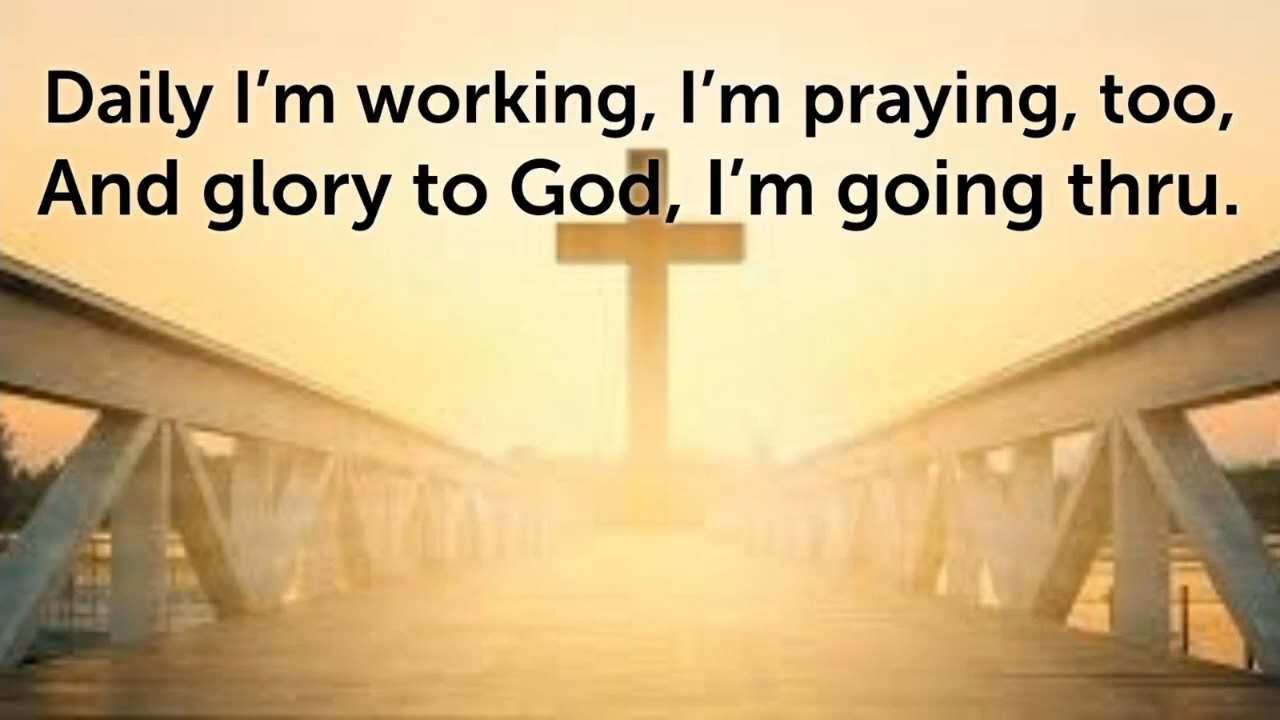 Daily I’m working, I’m praying, too,
And glory to God, I’m going thru.